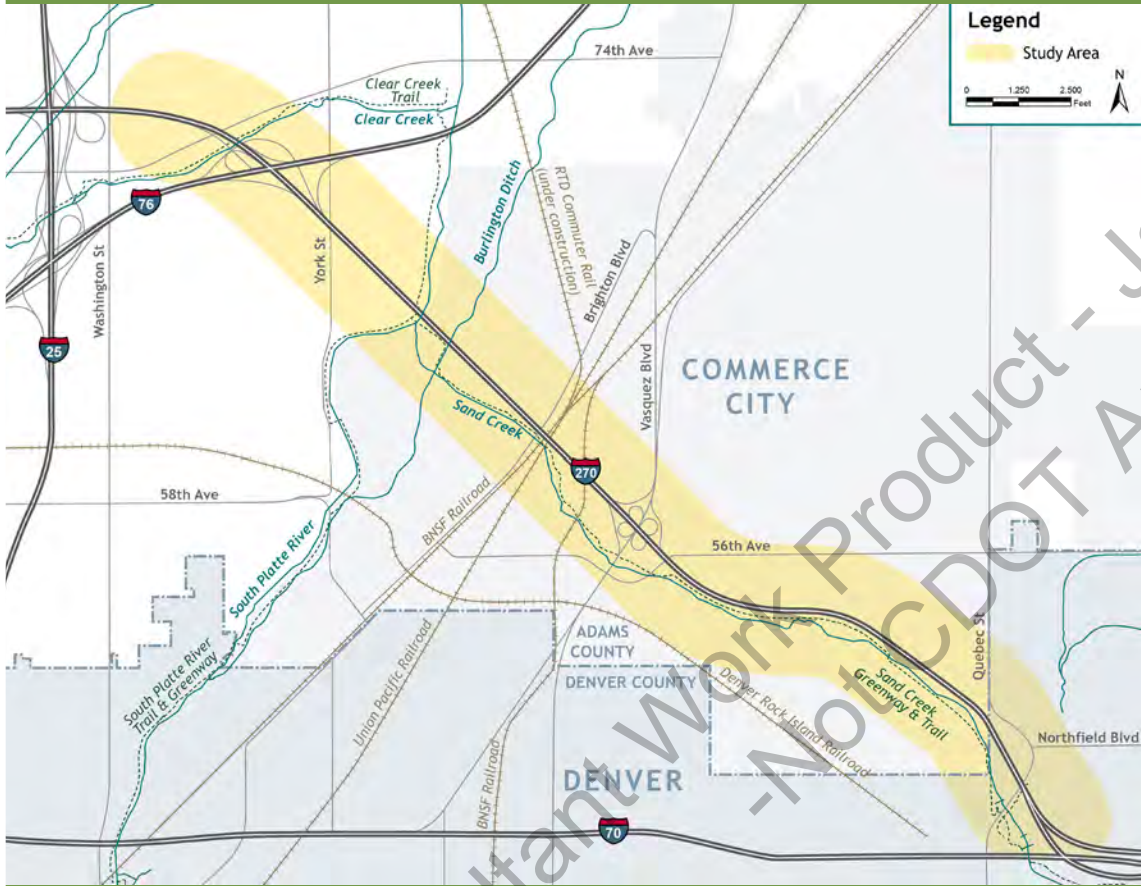 Legend
Study Area
0 1,250 2,500
Feet
N
74th Ave
Clear Creek
Trail
Clear Creek
76
Washington St
York St
Burlington Ditch
RTD Commuter Rail
(under construction)
Brighton Blvd
25
Vasquez Blvd
COMMERCE
CITY
Sand Creek
270
58th Ave
BNSF Railroad
56th Ave
South Platte River
Quebec St
ADAMS
COUNTY
DENVER COUNTY
South Platte River
Trail & Greenway
Union Pacific Railroad
Denver Rock Island Railroad
Sand Creek
Greenway & Trail
Northfield Blvd
DENVER
BNSF Railroad
70
ltant Work Product - Ja
-Not CDOT A